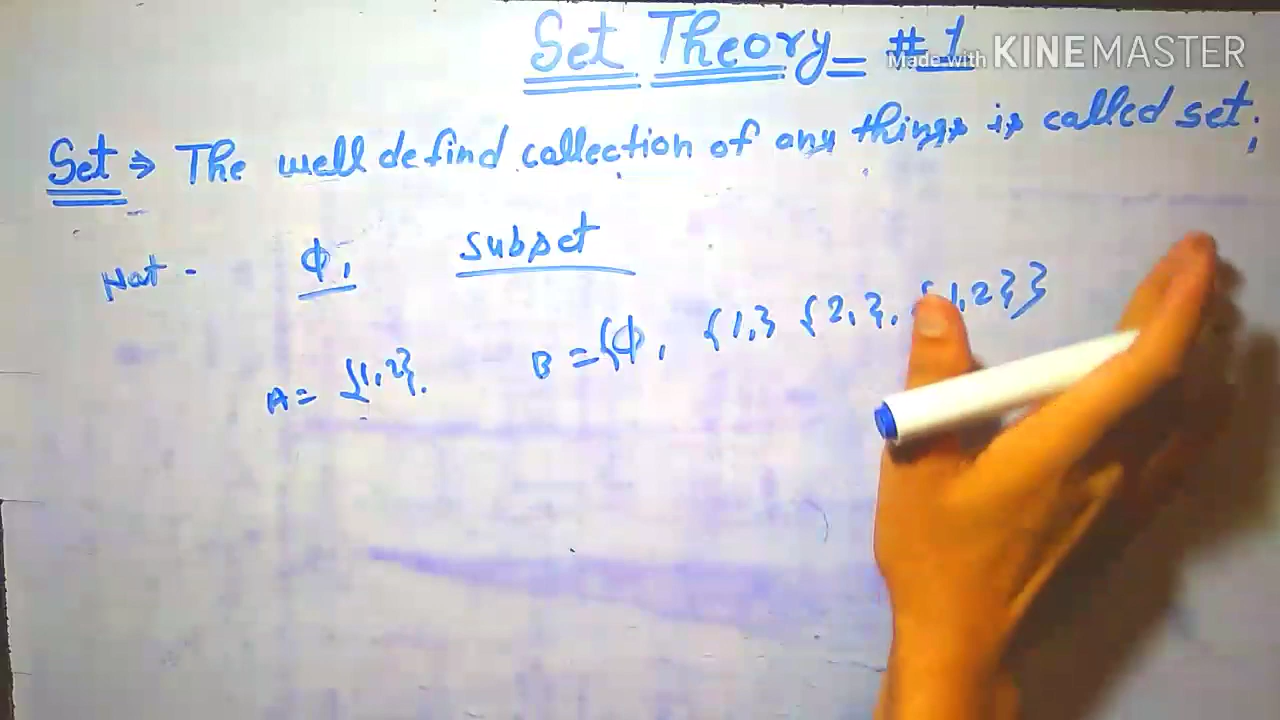 Set Theory = #1
Made with KINEMASTER
Set ⇒ The well defind collection of any things is called set.
Not - φ, subset
A = {1,2}. B = {φ, {1,} {2,}, {1,2}}